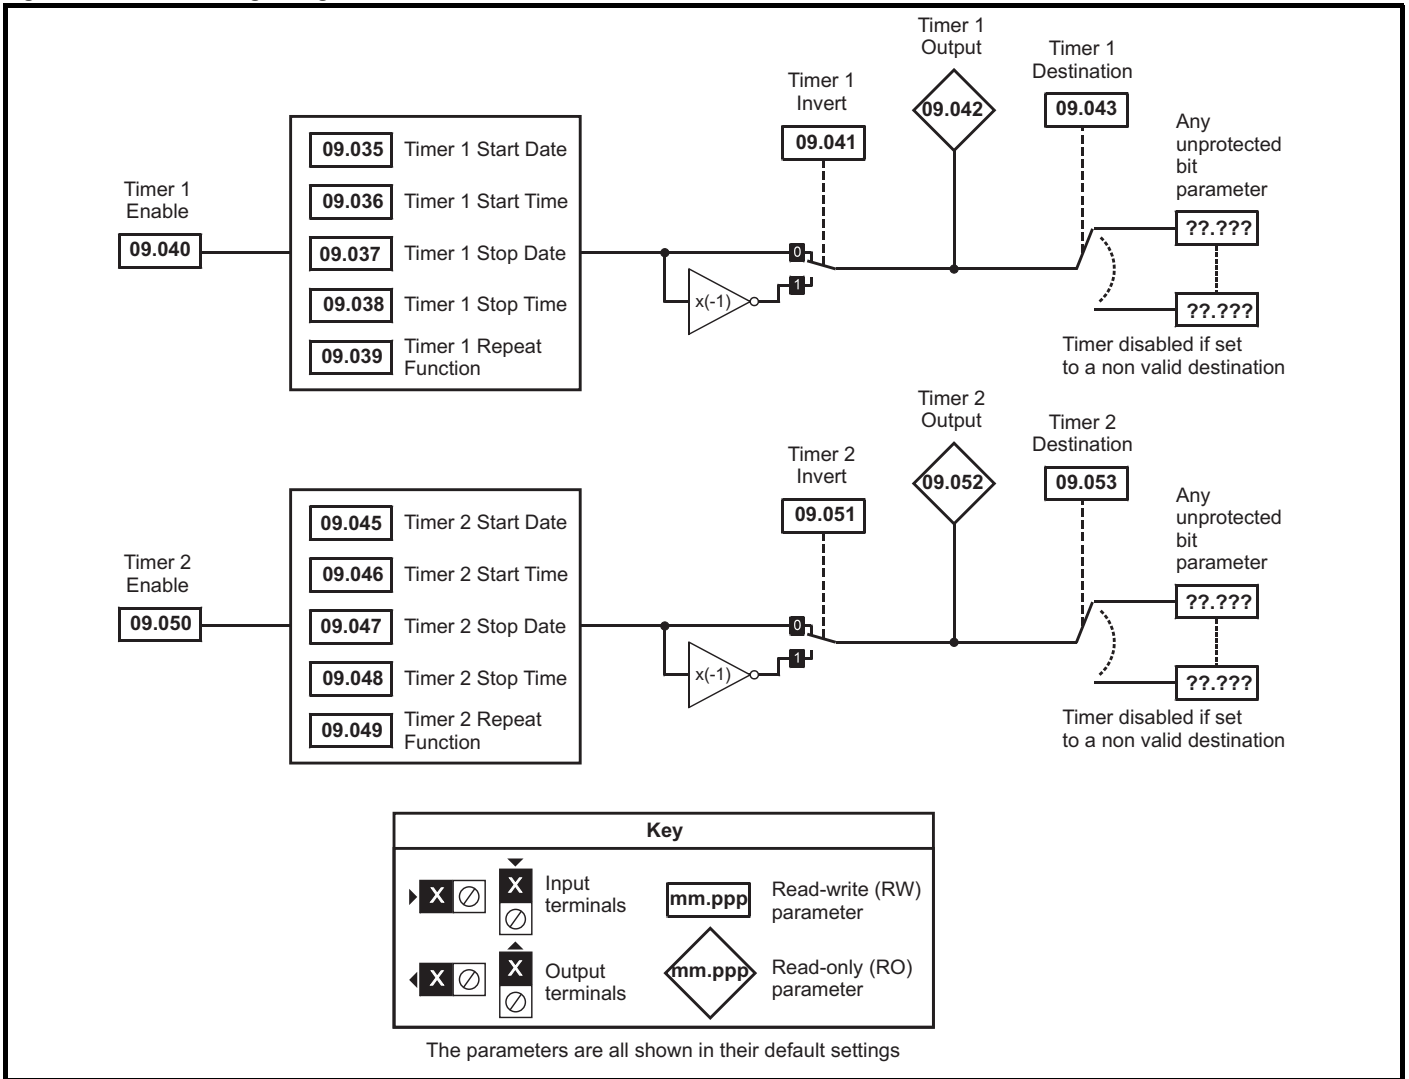 Timer 1
Output
Timer 1
Destination
Timer 1
Invert
09.042
09.043
Any
unprotected
bit
parameter
09.041
09.035 Timer 1 Start Date
Timer 1
Enable
09.036 Timer 1 Start Time
??.???
09.040
09.037 Timer 1 Stop Date
0
1
x(-1)
09.038 Timer 1 Stop Time
??.???
09.039 Timer 1 Repeat
Function
Timer disabled if set
to a non valid destination
Timer 2
Output
Timer 2
Destination
Timer 2
Invert
09.052
09.053
Any
unprotected
bit
parameter
09.051
09.045 Timer 2 Start Date
Timer 2
Enable
09.046 Timer 2 Start Time
??.???
09.050
09.047 Timer 2 Stop Date
0
1
x(-1)
09.048 Timer 2 Stop Time
??.???
09.049 Timer 2 Repeat
Function
Timer disabled if set
to a non valid destination
Key
X
X
Input
terminals
mm.ppp
Read-write (RW)
parameter
X
X
Output
terminals
mm.ppp
Read-only (RO)
parameter
The parameters are all shown in their default settings